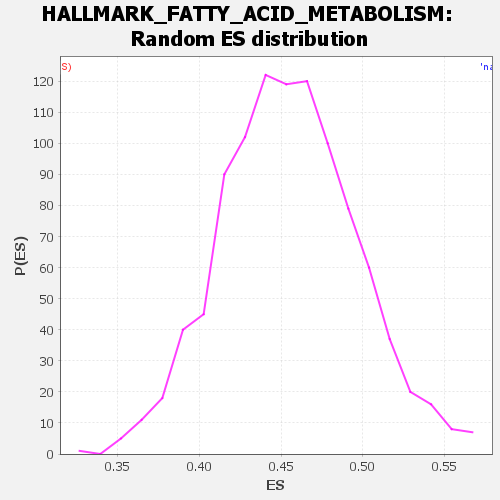 HALLMARK_FATTY_ACID_METABOLISM:
Random ES distribution
S)
'na
120
110
100
90
80
70
60
50
40
30
20
10
0
P(ES)
0.35 0.40 0.45 0.50 0.55
ES